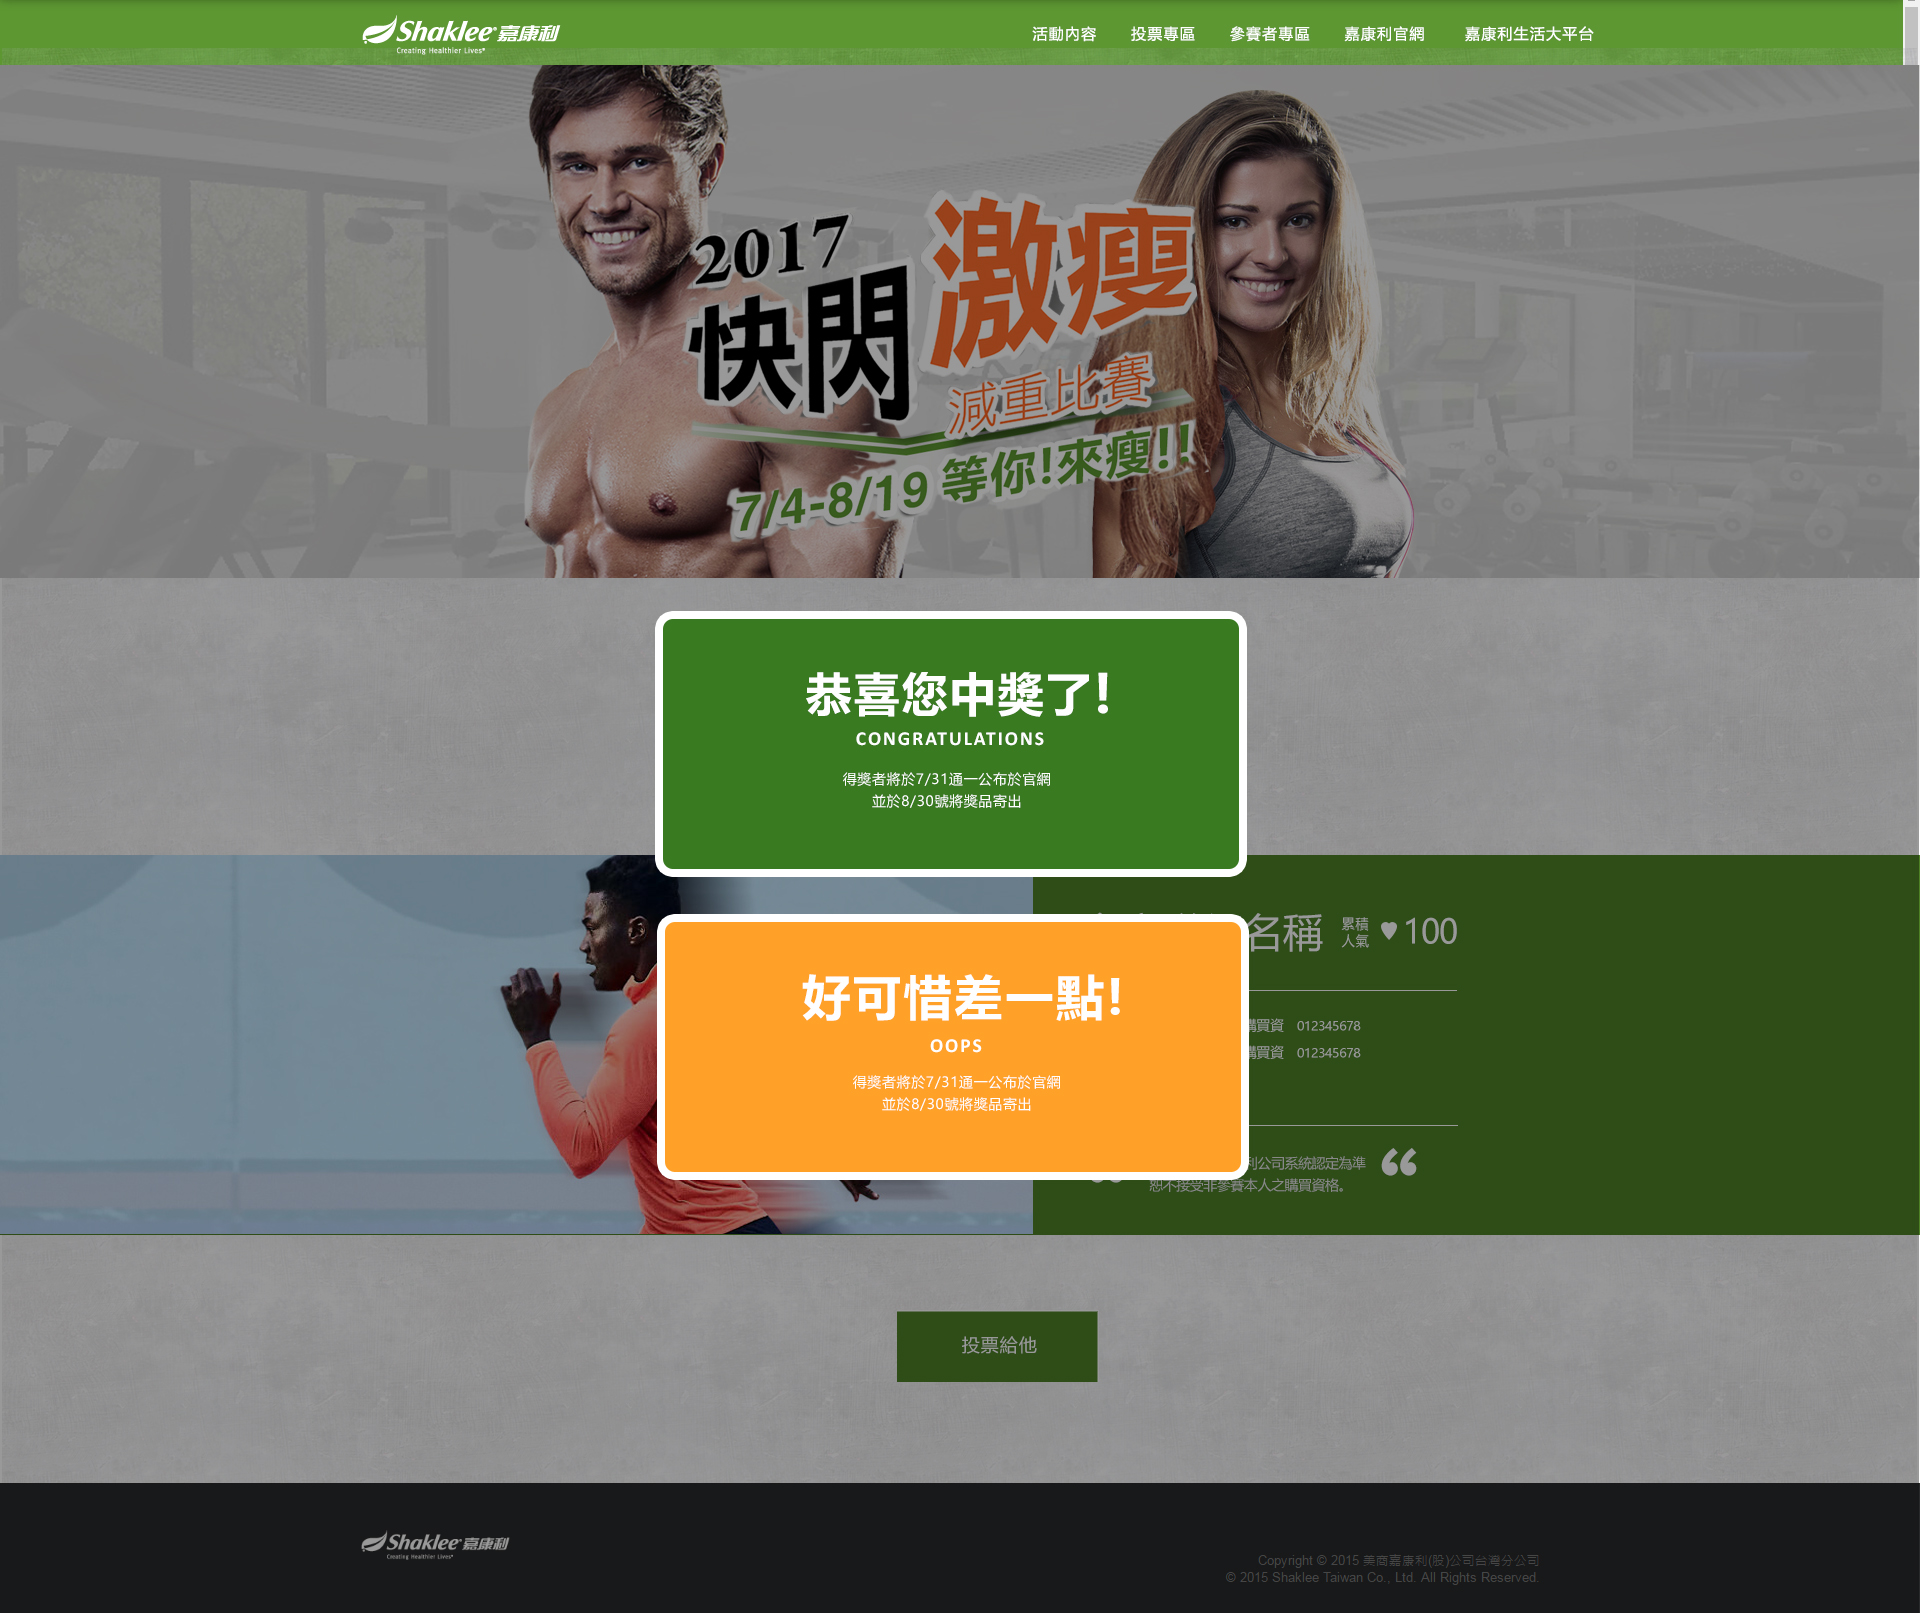 Shaklee 嘉康利
Creating Healthier Lives®
活動內容 投票專區 參賽者專區 嘉康利官網 嘉康利生活大平台
2017
快閃
激瘦
減重比賽
7/4-8/19 等你!來瘦!!
恭喜您中獎了!
CONGRATULATIONS
得獎者將於7/31通一公布於官網
並於8/30號將獎品寄出
名稱
累積
人氣
100
好可惜差一點!
OOPS
得獎者將於7/31通一公布於官網
並於8/30號將獎品寄出
購買資 012345678
購買資 012345678
利公司系統認定為準
恕不接受非參賽本人之購買資格。
投票給他
Shaklee 嘉康利
Creating Healthier Lives®
Copyright © 2015 美商嘉康利(股)公司台灣分公司
© 2015 Shaklee Taiwan Co., Ltd. All Rights Reserved.